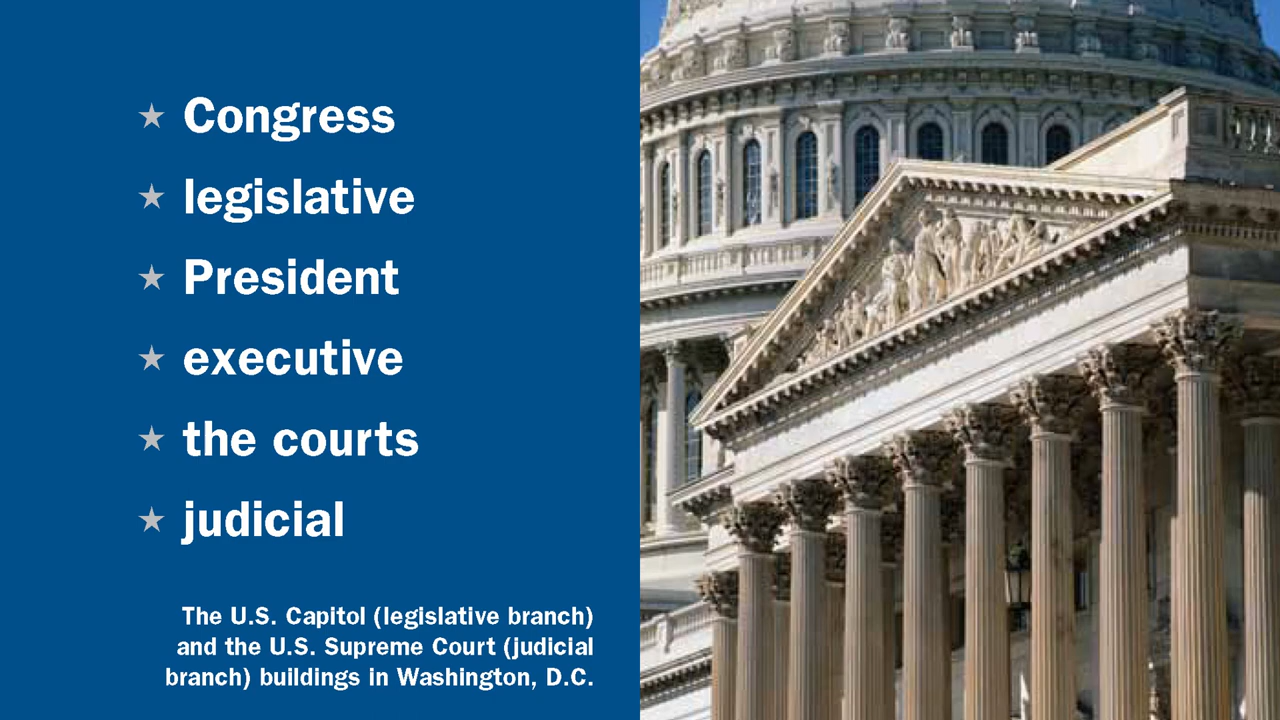 Congress
legislative
President
executive
the courts
judicial
The U.S. Capitol (legislative branch)
and the U.S. Supreme Court (judicial
branch) buildings in Washington, D.C.